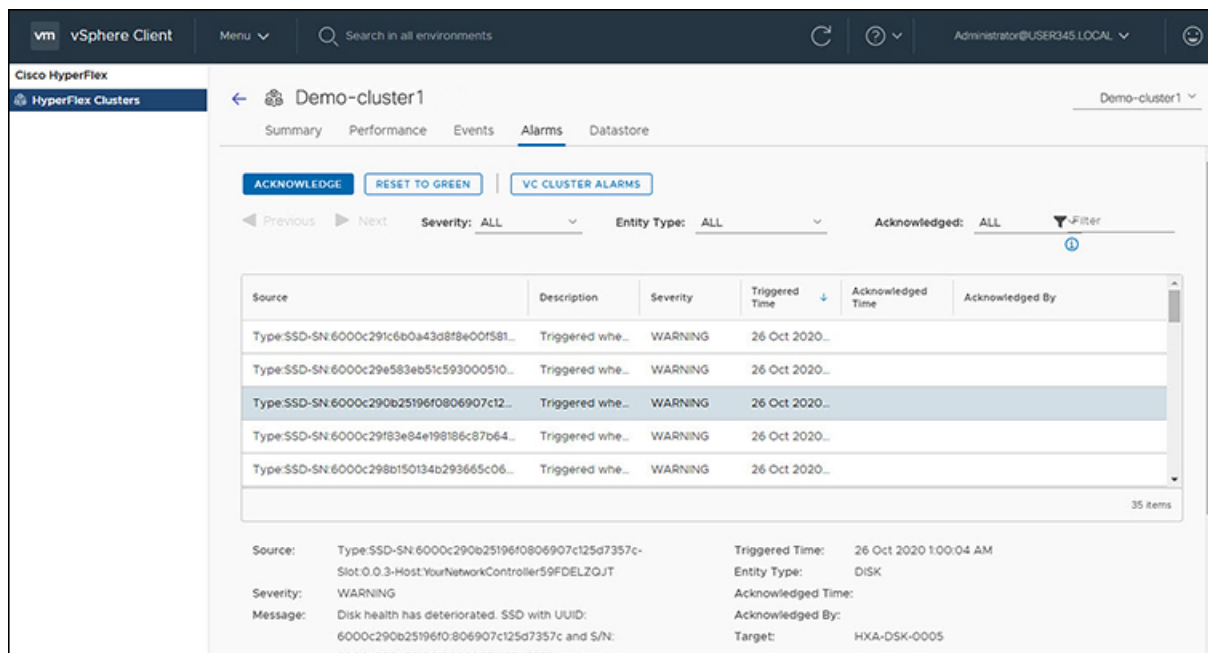 vm vSphere Client Menu Search in all environments Administrator@USER345.LOCAL
Cisco HyperFlex
HyperFlex Clusters
Demo-cluster1 Demo-cluster1
Summary Performance Events Alarms Datastore
ACKNOWLEDGE RESET TO GREEN VC CLUSTER ALARMS
Previous Next Severity: ALL Entity Type: ALL Acknowledged: ALL Filter
Source Description Severity Triggered Time Acknowledged Time Acknowledged By
Type:SSD-SN:6000c291c6b0a43d8f8e00f581... Triggered whe... WARNING 26 Oct 2020...
Type:SSD-SN:6000c29e583eb51c593000510... Triggered whe... WARNING 26 Oct 2020...
Type:SSD-SN:6000c290b25196f0806907c12... Triggered whe... WARNING 26 Oct 2020...
Type:SSD-SN:6000c29f83e84e198186c87b64... Triggered whe... WARNING 26 Oct 2020...
Type:SSD-SN:6000c298b150134b293665c06... Triggered whe... WARNING 26 Oct 2020...
35 items
Source: Type:SSD-SN:6000c290b25196f0806907c125d7357c-
Slot:0.0.3-Host:YourNetworkController59FDELZQJT
Severity: WARNING
Message: Disk health has deteriorated. SSD with UUID:
6000c290b25196f0:806907c125d7357c and S/N:
Triggered Time: 26 Oct 2020 1:00:04 AM
Entity Type: DISK
Acknowledged Time:
Acknowledged By:
Target: HXA-DSK-0005